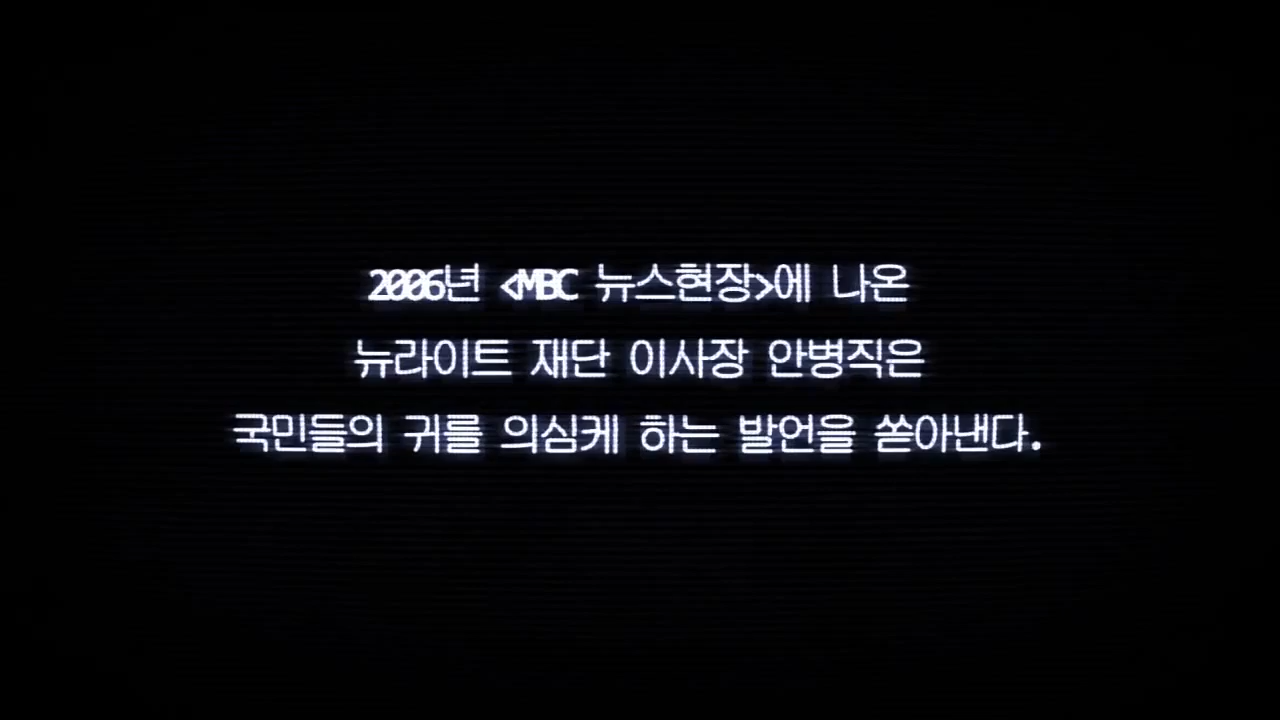 2006년 <MBC 뉴스현장>에 나온
뉴라이트 재단 이사장 안병직은
국민들의 귀를 의심케 하는 발언을 쏟아낸다.